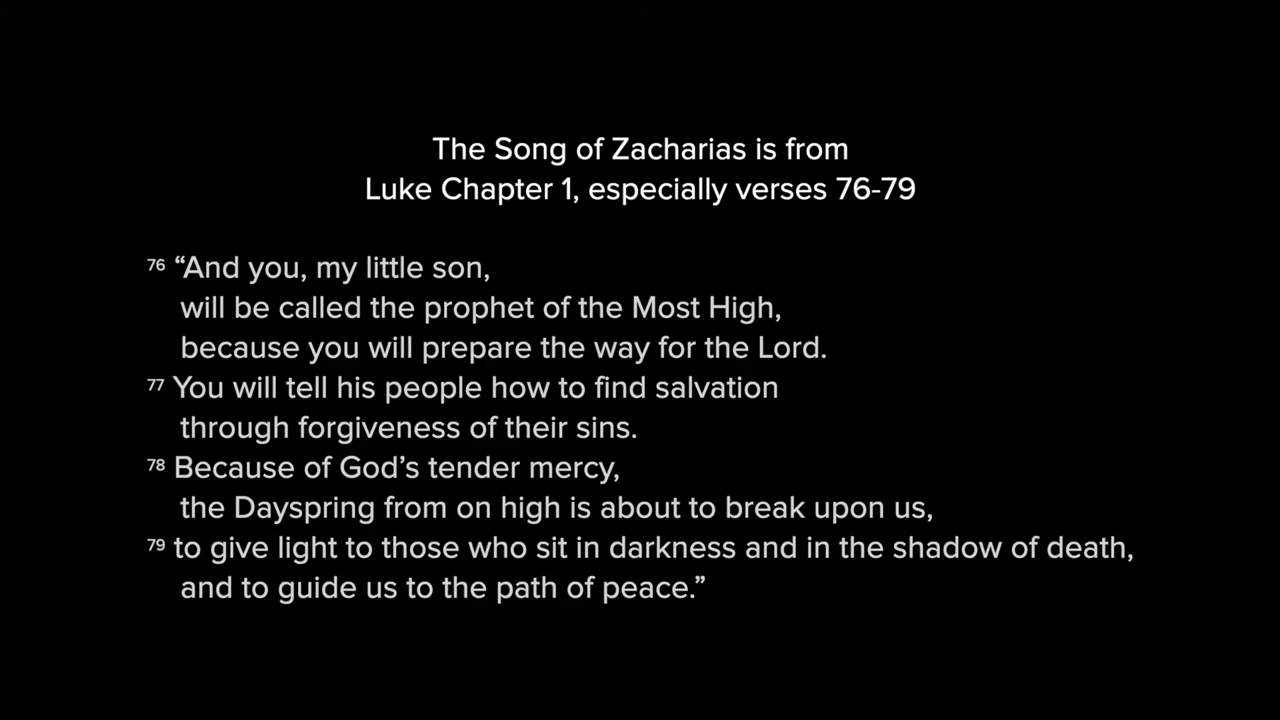 The Song of Zacharias is from
Luke Chapter 1, especially verses 76-79
76 “And you, my little son,
will be called the prophet of the Most High,
because you will prepare the way for the Lord.
77 You will tell his people how to find salvation
through forgiveness of their sins.
78 Because of God’s tender mercy,
the Dayspring from on high is about to break upon us,
79 to give light to those who sit in darkness and in the shadow of death,
and to guide us to the path of peace.”